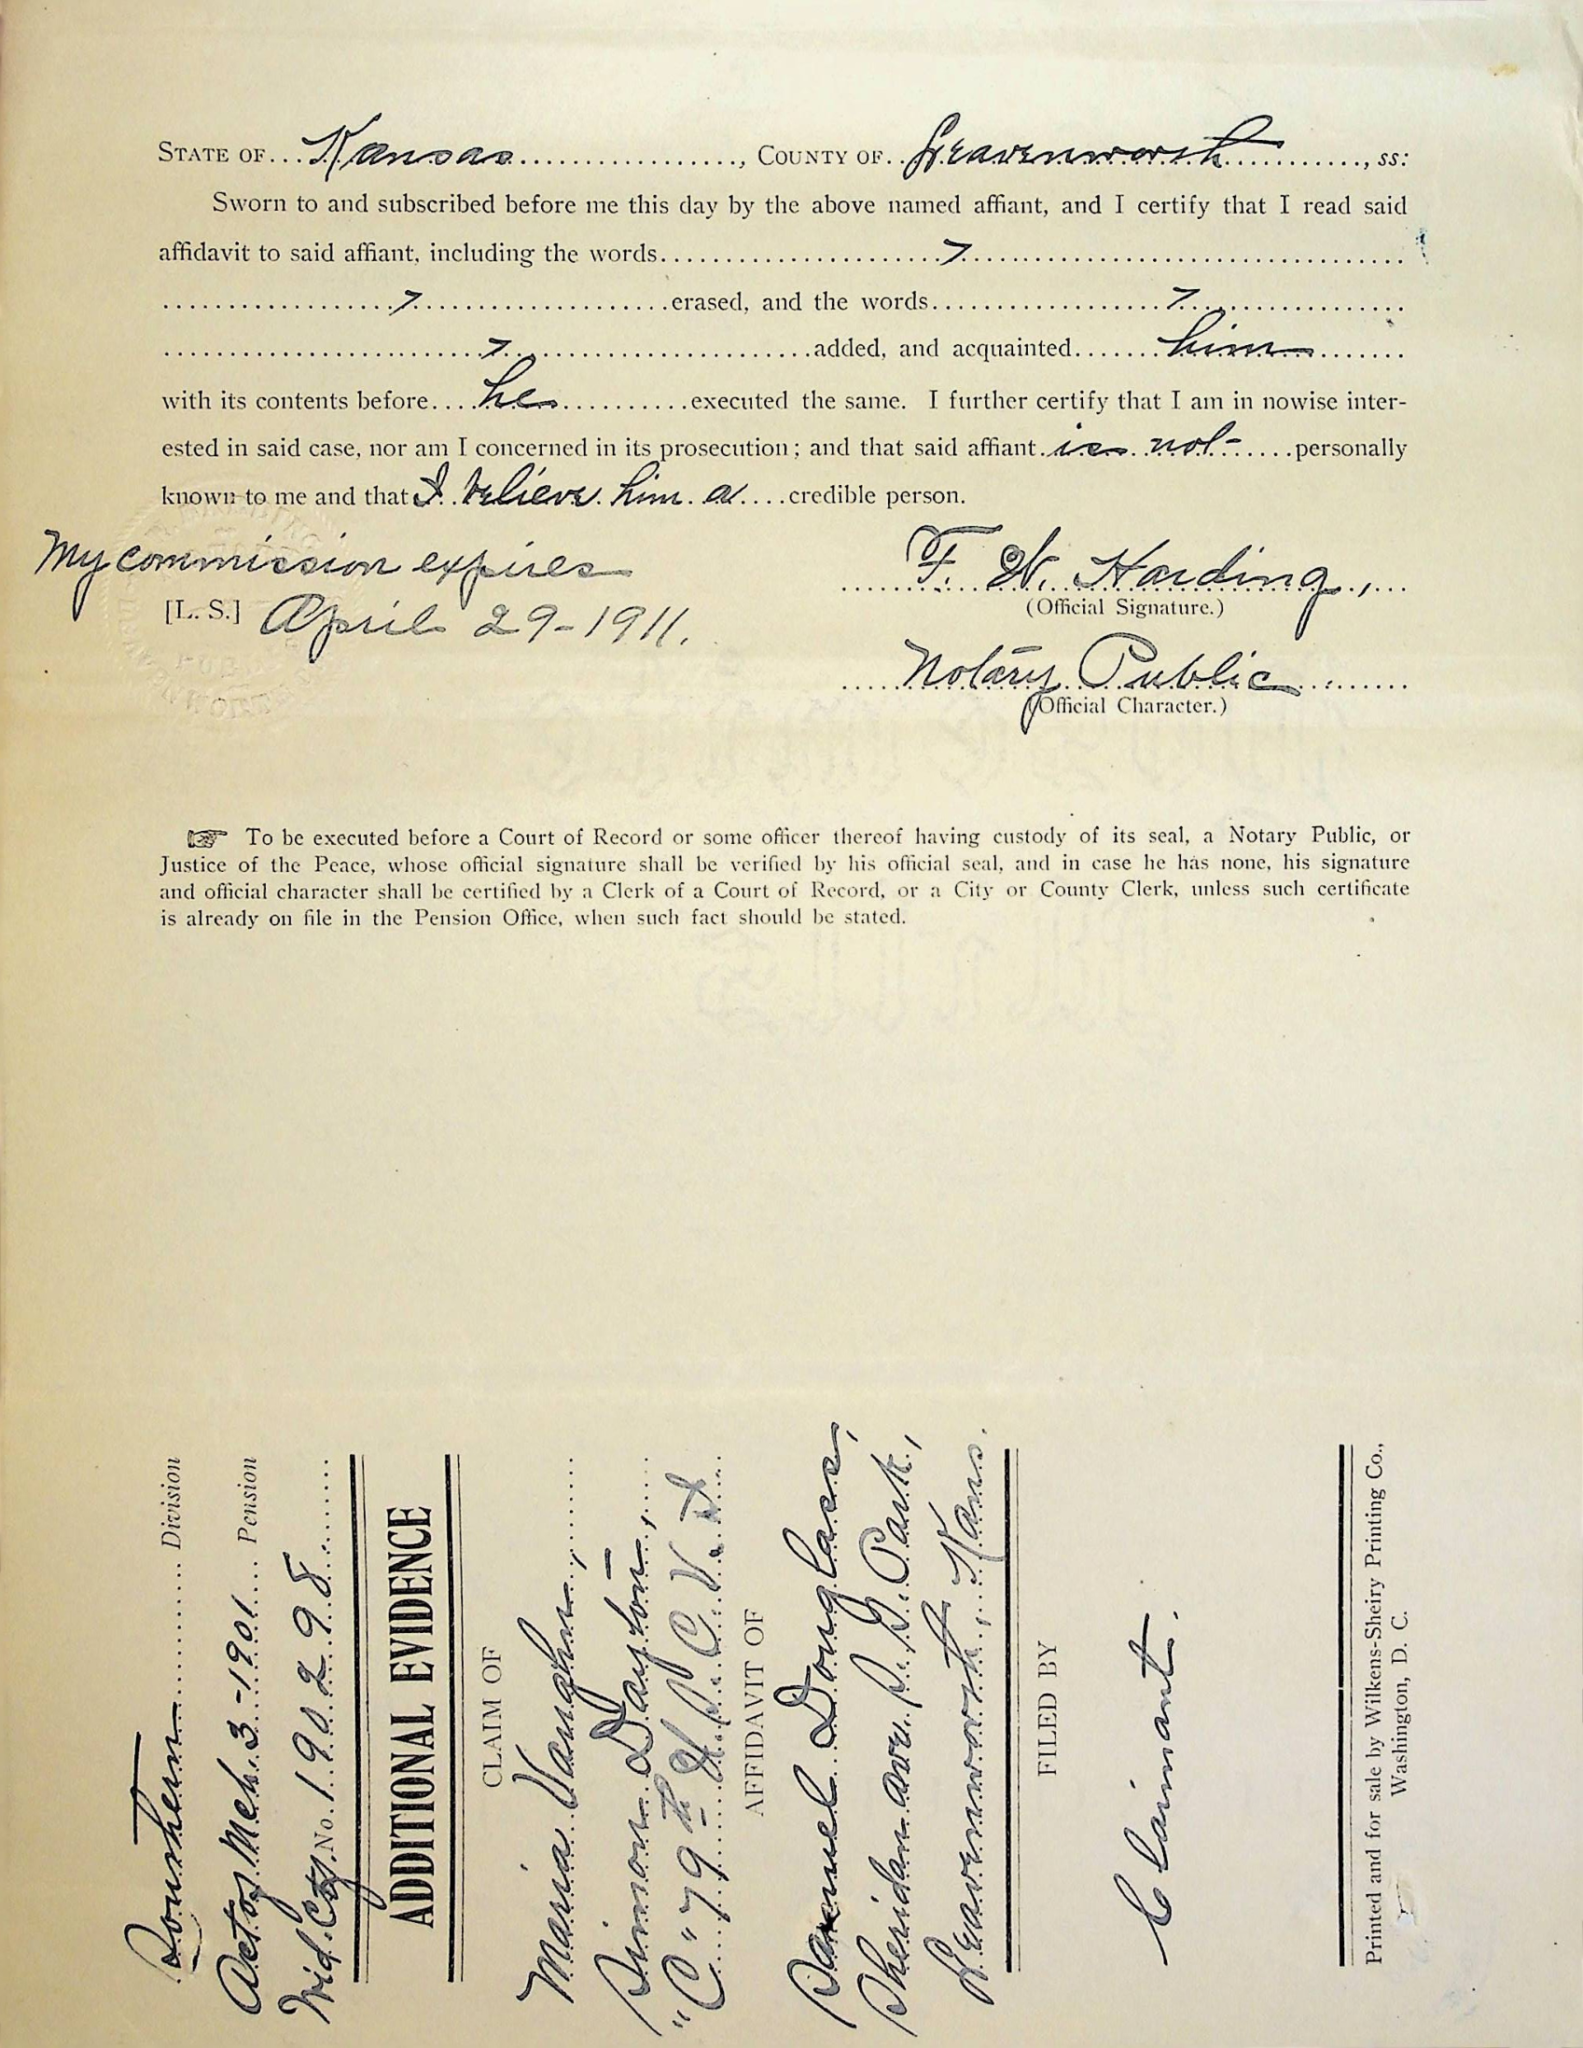 STATE OF Kansas, COUNTY OF Leavenworth, ss:
Sworn to and subscribed before me this day by the above named affiant, and I certify that I read said
affidavit to said affiant, including the words
erased, and the words
added, and acquainted him
with its contents before he executed the same. I further certify that I am in nowise inter-
ested in said case, nor am I concerned in its prosecution; and that said affiant is not personally
known to me and that I believe him a credible person.
My commission expires
[L. S.] April 29-1911.
F. W. Harding,
(Official Signature.)
Notary Public
(Official Character.)
☞ To be executed before a Court of Record or some officer thereof having custody of its seal, a Notary Public, or
Justice of the Peace, whose official signature shall be verified by his official seal, and in case he has none, his signature
and official character shall be certified by a Clerk of a Court of Record, or a City or County Clerk, unless such certificate
is already on file in the Pension Office, when such fact should be stated.
Southern Division
Act of Mch. 3-1901 Pension
Wid. Ctf. No. 190298
ADDITIONAL EVIDENCE
CLAIM OF
Maria Vaughn,
Simon Dayton,
"C" 79th U.S.C.V.I.
AFFIDAVIT OF
Samuel Douglass,
Sheridan ave. S. S. Park,
Leavenworth, Kans.
FILED BY
Claimant.
Printed and for sale by Wilkens-Sheiry Printing Co.,
Washington, D. C.